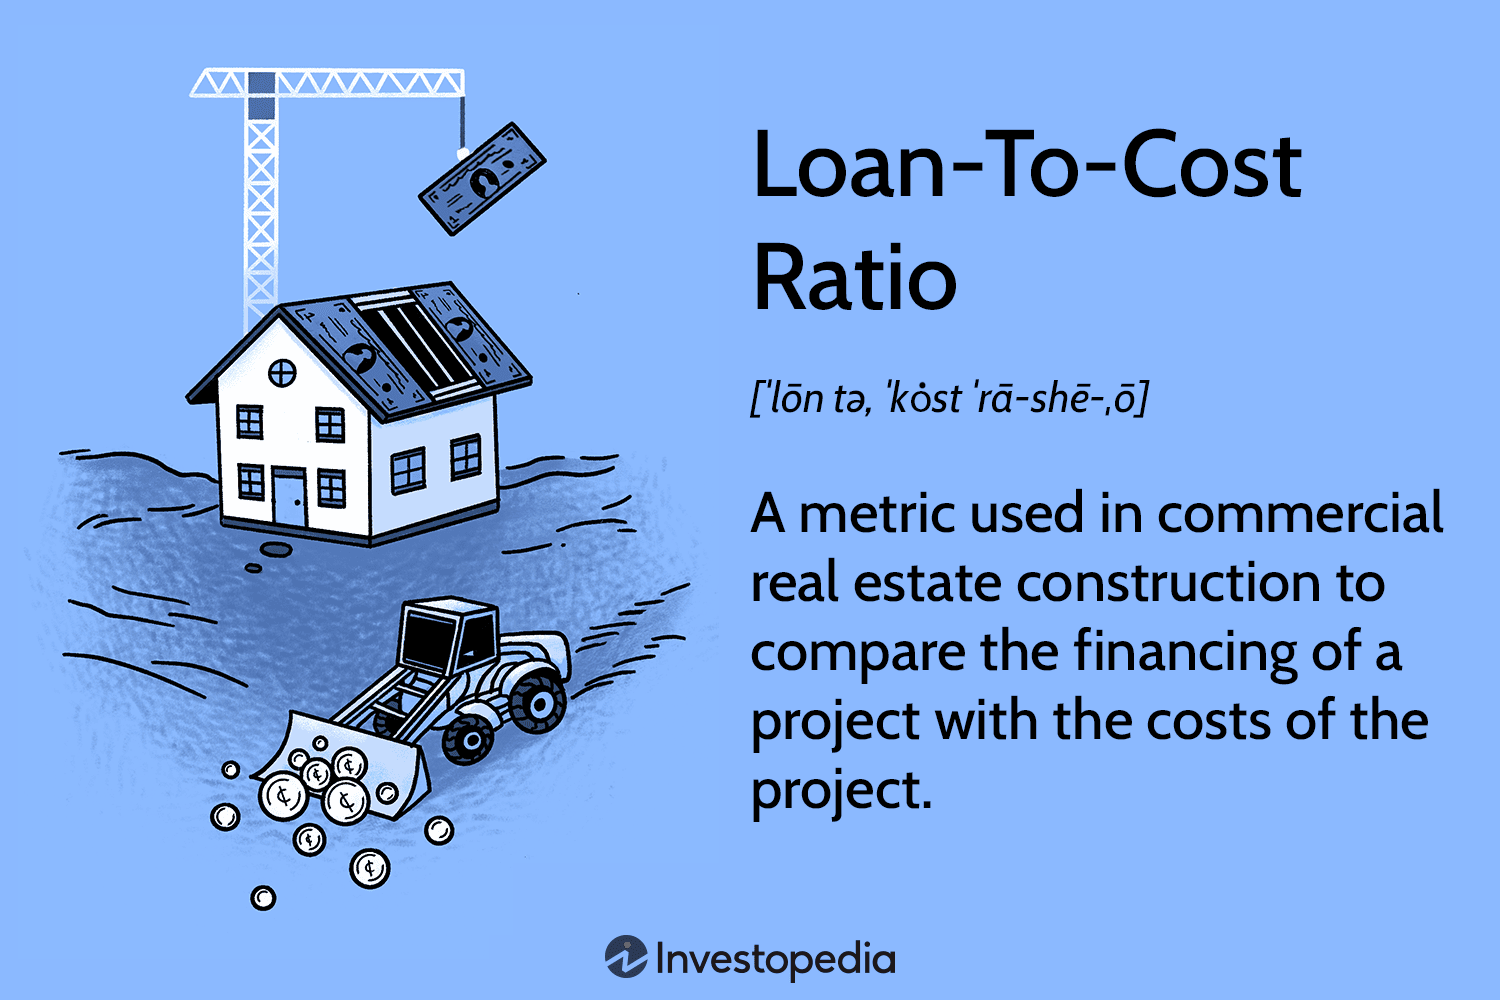 Loan-To-Cost
Ratio
[ˈlōn tə, ˈkȯst ˈrā-shē-ˌō]
A metric used in commercial
real estate construction to
compare the financing of a
project with the costs of the
project.
Investopedia